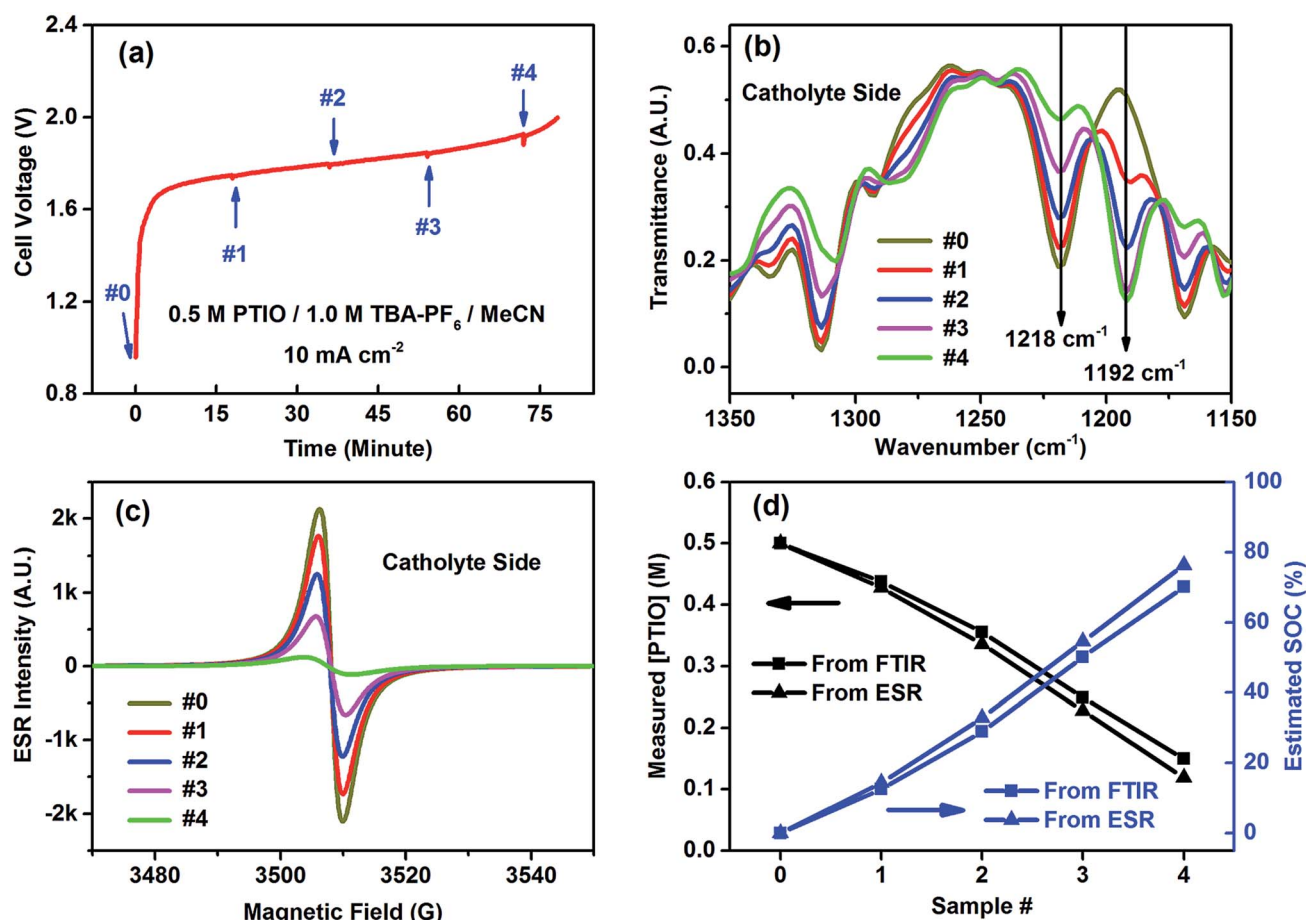 (a)
2.4
2.0
1.6
1.2
0.8
Cell Voltage (V)
#0
#1
#2
#3
#4
0.5 M PTIO / 1.0 M TBA-PF6 / MeCN
10 mA cm-2
0 15 30 45 60 75
Time (Minute)
(b)
Catholyte Side
0.6
0.4
0.2
0.0
Transmittance (A.U.)
#0
#1
#2
#3
#4
1218 cm-1
1192 cm-1
1350 1300 1250 1200 1150
Wavenumber (cm-1)
(c)
Catholyte Side
2k
1k
0
-1k
-2k
ESR Intensity (A.U.)
#0
#1
#2
#3
#4
3480 3500 3520 3540
Magnetic Field (G)
(d)
0.6
0.5
0.4
0.3
0.2
0.1
0.0
Measured [PTIO] (M)
From FTIR
From ESR
From FTIR
From ESR
100
80
60
40
20
0
Estimated SOC (%)
0 1 2 3 4
Sample #